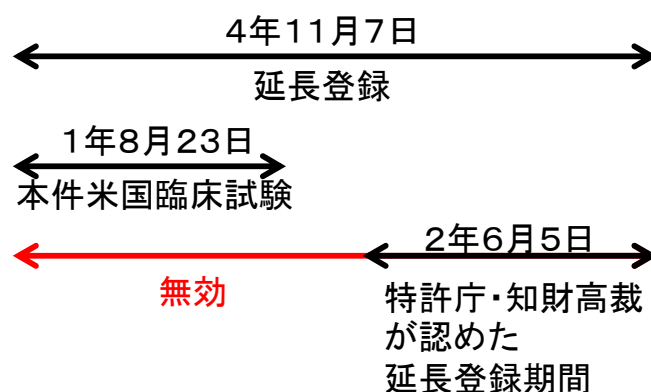 4年11月7日
延長登録
1年8月23日
本件米国臨床試験
2年6月5日
無効
特許庁・知財高裁
が認めた
延長登録期間